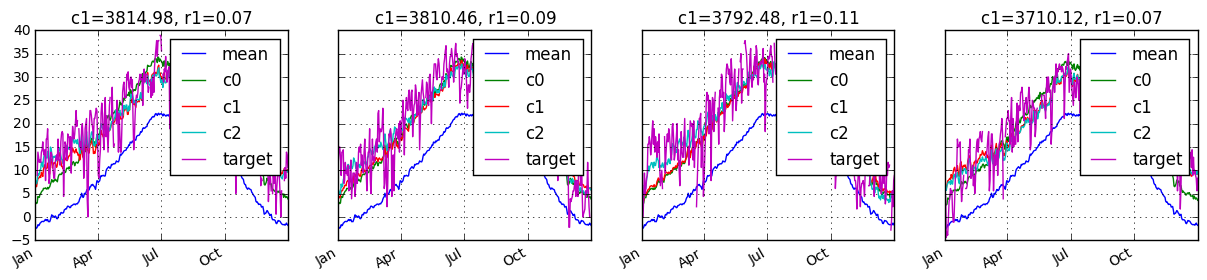 c1=3814.98, r1=0.07
c1=3810.46, r1=0.09
c1=3792.48, r1=0.11
c1=3710.12, r1=0.07
40
35
30
25
20
15
10
5
0
−5
mean
c0
c1
c2
target
mean
c0
c1
c2
target
mean
c0
c1
c2
target
mean
c0
c1
c2
target
Jan Apr Jul Oct
Jan Apr Jul Oct
Jan Apr Jul Oct
Jan Apr Jul Oct